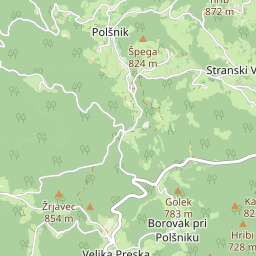 hrib
872 m
Polšnik
Špega
824 m
Stranski V
Golek
783 m
Žrjavec
854 m
Borovak pri
Polšniku
Ka
82
Hribi
728 m
Velika Preska